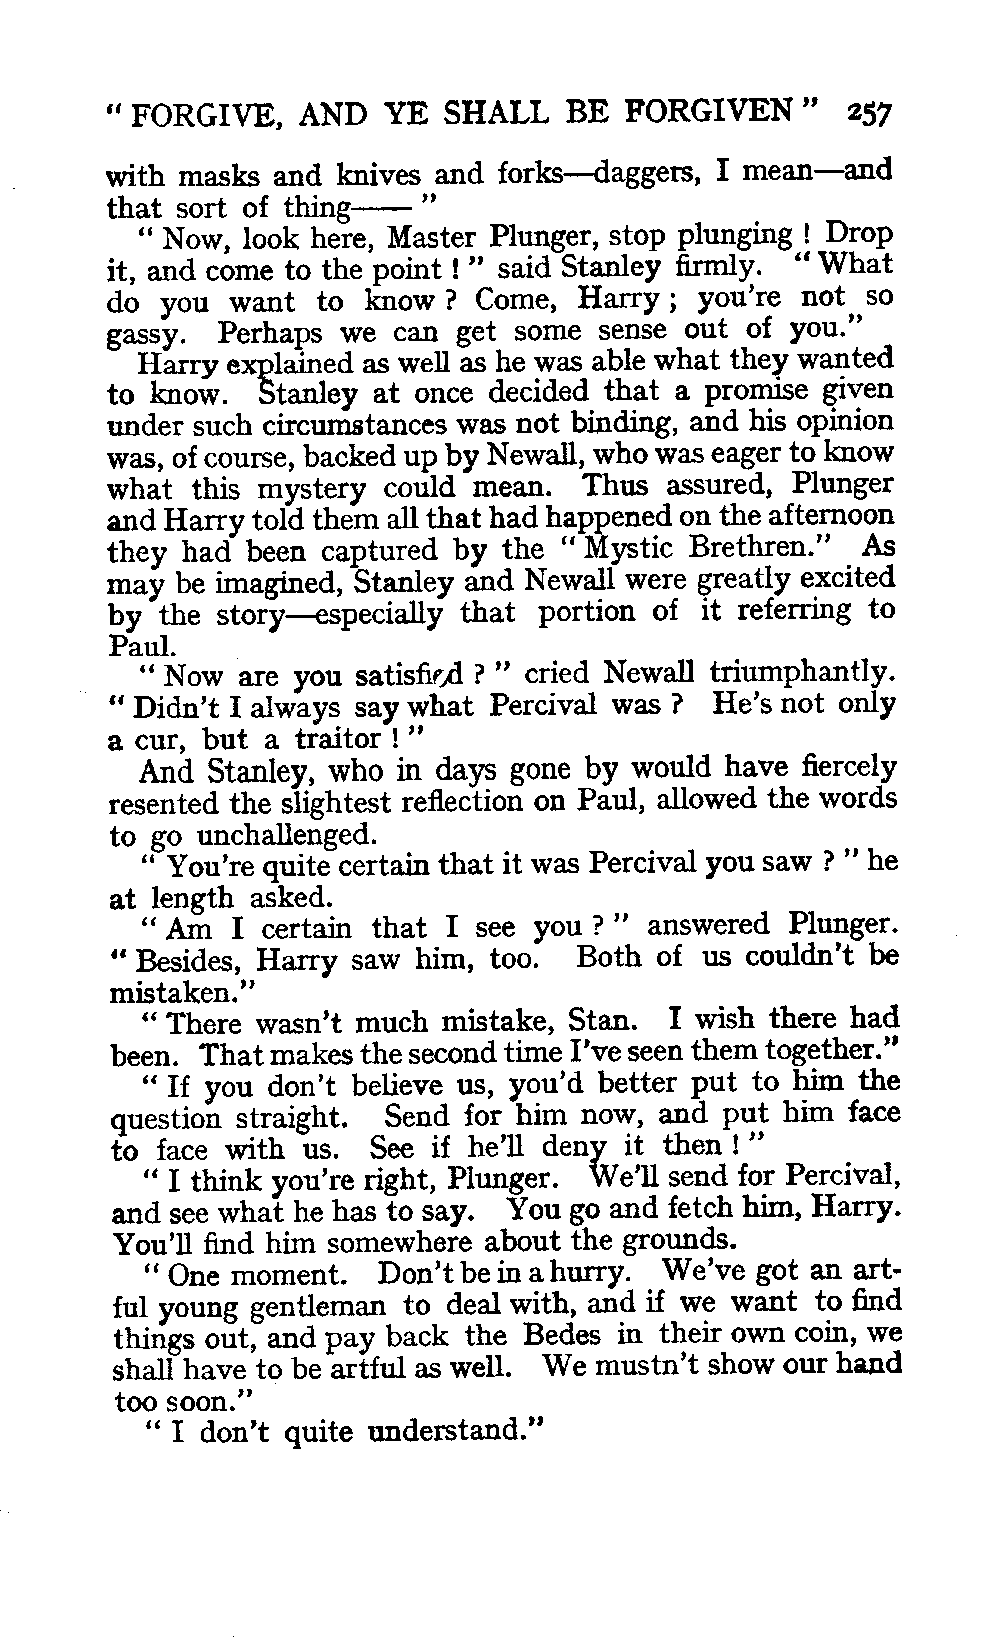 “ FORGIVE, AND YE SHALL BE FORGIVEN ” 257
with masks and knives and forks—daggers, I mean—and
that sort of thing—— ”
“ Now, look here, Master Plunger, stop plunging ! Drop
it, and come to the point ! ” said Stanley firmly. “ What
do you want to know ? Come, Harry ; you’re not so
gassy. Perhaps we can get some sense out of you.”
Harry explained as well as he was able what they wanted
to know. Stanley at once decided that a promise given
under such circumstances was not binding, and his opinion
was, of course, backed up by Newall, who was eager to know
what this mystery could mean. Thus assured, Plunger
and Harry told them all that had happened on the afternoon
they had been captured by the “ Mystic Brethren.” As
may be imagined, Stanley and Newall were greatly excited
by the story—especially that portion of it referring to
Paul.
“ Now are you satisfied ? ” cried Newall triumphantly.
“ Didn’t I always say what Percival was ? He’s not only
a cur, but a traitor ! ”
And Stanley, who in days gone by would have fiercely
resented the slightest reflection on Paul, allowed the words
to go unchallenged.
“ You’re quite certain that it was Percival you saw ? ” he
at length asked.
“ Am I certain that I see you ? ” answered Plunger.
“ Besides, Harry saw him, too. Both of us couldn’t be
mistaken.”
“ There wasn’t much mistake, Stan. I wish there had
been. That makes the second time I’ve seen them together.”
“ If you don’t believe us, you’d better put to him the
question straight. Send for him now, and put him face
to face with us. See if he’ll deny it then ! ”
“ I think you’re right, Plunger. We’ll send for Percival,
and see what he has to say. You go and fetch him, Harry.
You’ll find him somewhere about the grounds.
“ One moment. Don’t be in a hurry. We’ve got an art-
ful young gentleman to deal with, and if we want to find
things out, and pay back the Bedes in their own coin, we
shall have to be artful as well. We mustn’t show our hand
too soon.”
“ I don’t quite understand.”